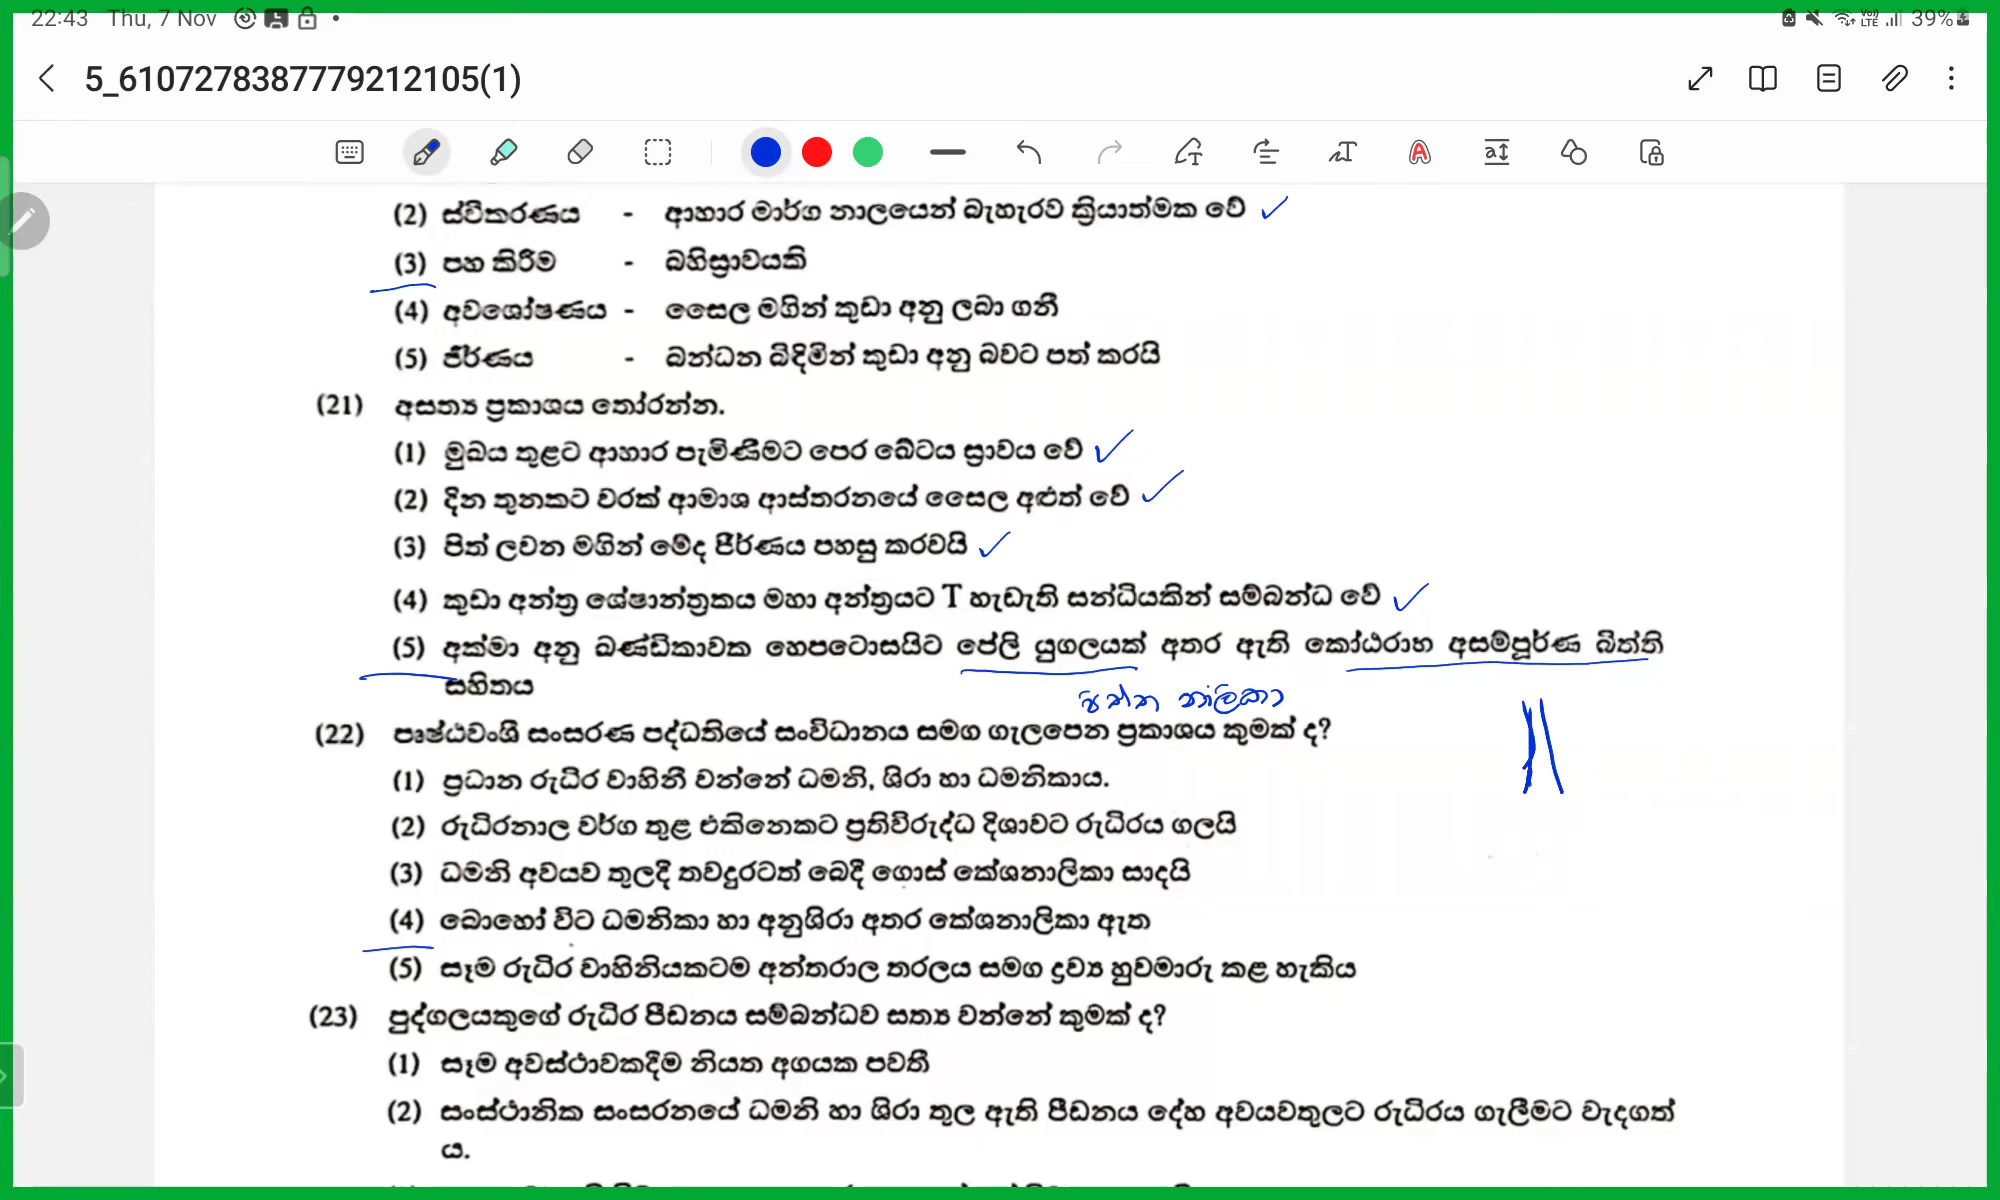 22:43 Thu, 7 Nov
39%
5_6107278387779212105(1)
(2) ස්වීකරණය - ආහාර මාර්ග නාලයෙන් බැහැරව ක්‍රියාත්මක වේ
(3) පහ කිරීම - බහිස්‍රාවයකි
(4) අවශෝෂණය - සෛල මගින් කුඩා අනු ලබා ගනී
(5) ජීර්ණය - බන්ධන බිඳිමින් කුඩා අනු බවට පත් කරයි
(21) අසත්‍ය ප්‍රකාශය තෝරන්න.
(1) මුඛය තුළට ආහාර පැමිණීමට පෙර ඛේටය ස්‍රාවය වේ
(2) දින තුනකට වරක් ආමාශ ආස්තරනයේ සෛල අළුත් වේ
(3) පිත් ලවන මගින් මේද ජීර්ණය පහසු කරවයි
(4) කුඩා අන්ත්‍ර ශේෂාන්ත්‍රකය මහා අන්ත්‍රයට T හැඩැති සන්ධියකින් සම්බන්ධ වේ
(5) අක්මා අනු ඛණ්ඩිකාවක හෙපටොසයිට පේලි යුගලයක් අතර ඇති කෝඨරාභ අසම්පූර්ණ බිත්ති
සහිතය
පිත්ත නාලිකා
(22) පෘෂ්ඨවංශී සංසරණ පද්ධතියේ සංවිධානය සමග ගැලපෙන ප්‍රකාශය කුමක් ද?
(1) ප්‍රධාන රුධිර වාහිනී වන්නේ ධමනි, ශිරා හා ධමනිකාය.
(2) රුධිරනාල වර්ග තුළ එකිනෙකට ප්‍රතිවිරුද්ධ දිශාවට රුධිරය ගලයි
(3) ධමනි අවයව තුලදී තවදුරටත් බෙදී ගොස් කේශනාලිකා සාදයි
(4) බොහෝ විට ධමනිකා හා අනුශිරා අතර කේශනාලිකා ඇත
(5) සෑම රුධිර වාහිනියකටම අන්තරාල තරලය සමග ද්‍රව්‍ය හුවමාරු කළ හැකිය
(23) පුද්ගලයකුගේ රුධිර පීඩනය සම්බන්ධව සත්‍ය වන්නේ කුමක් ද?
(1) සෑම අවස්ථාවකදීම නියත අගයක පවතී
(2) සංස්ථානික සංසරනයේ ධමනි හා ශිරා තුල ඇති පීඩනය දේහ අවයවතුලට රුධිරය ගැලීමට වැදගත්
ය.